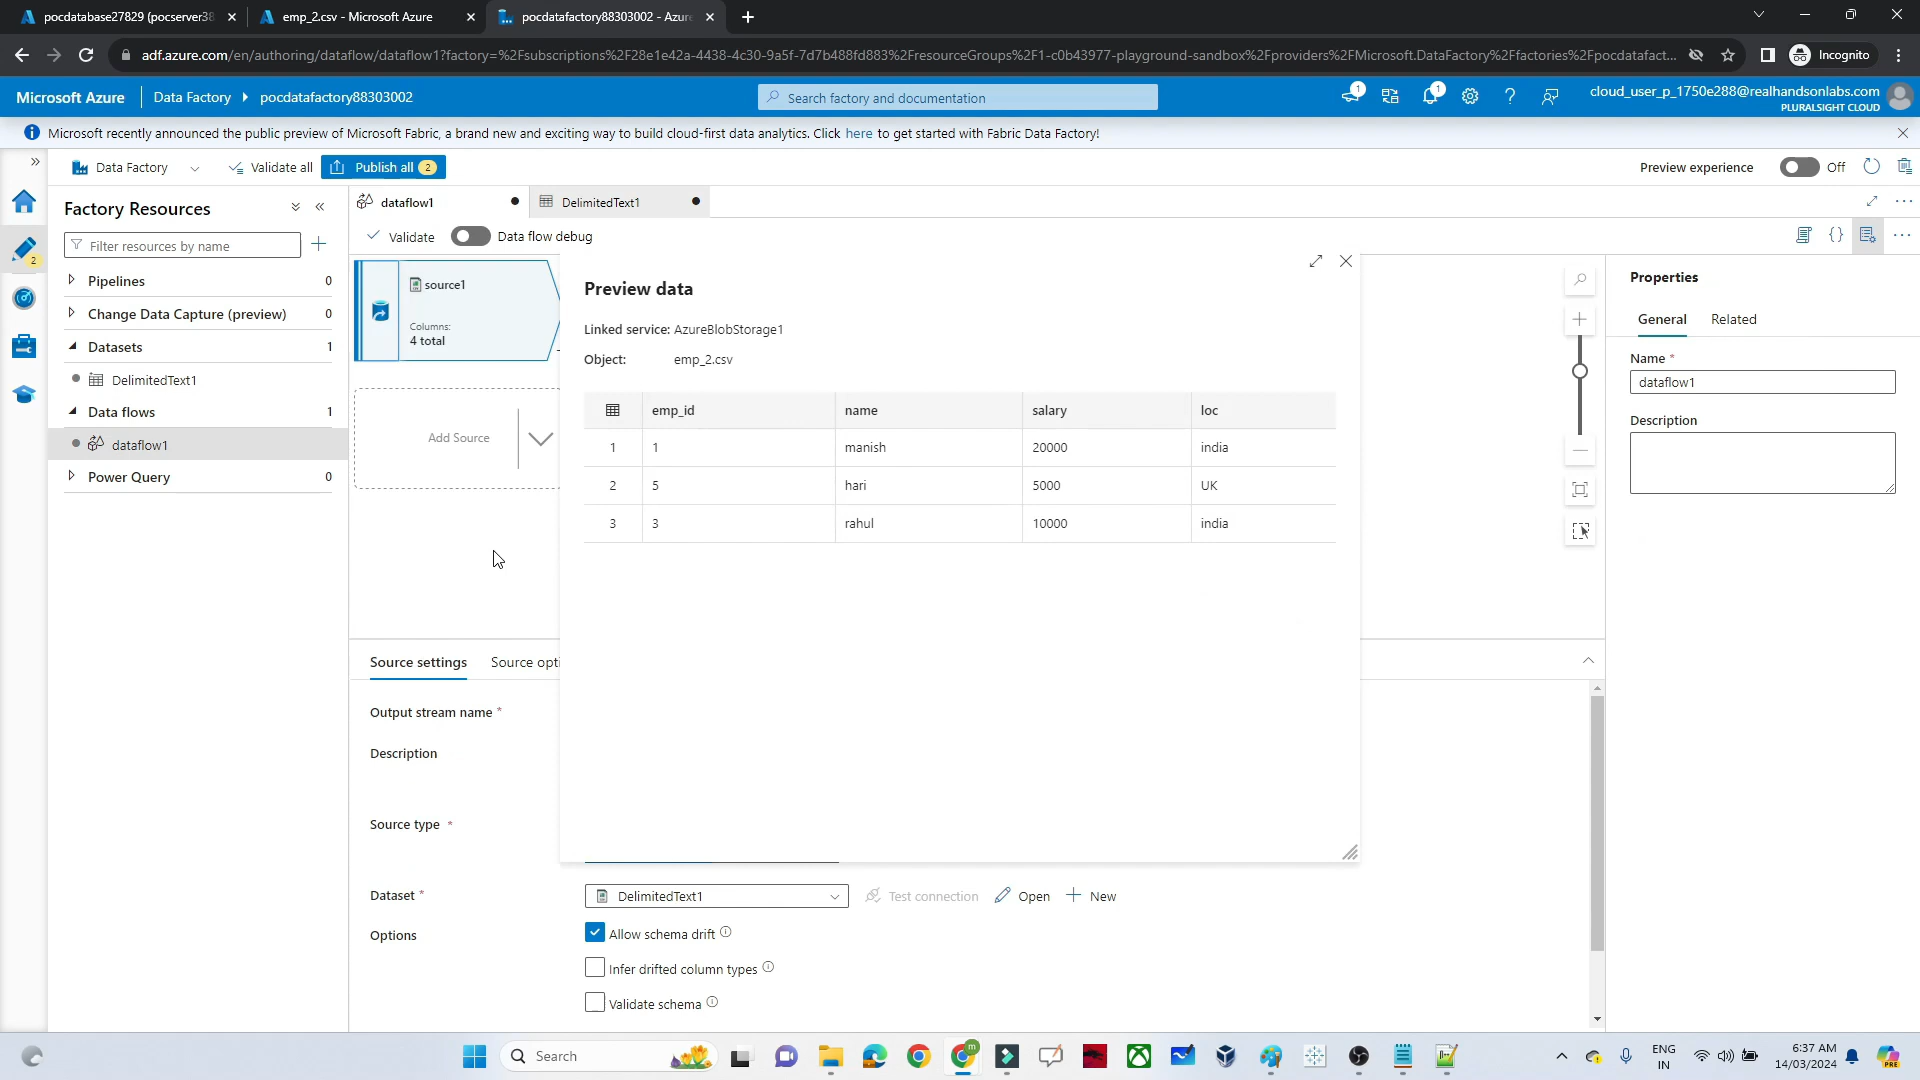 pocdatabase27829 (pocserver38
emp_2.csv - Microsoft Azure
pocdatafactory88303002 - Azure
adf.azure.com/en/authoring/dataflow/dataflow1?factory=%2Fsubscriptions%2F28e1e42a-4438-4c30-9a5f-7d7b488fd883%2FresourceGroups%2F1-c0b43977-playground-sandbox%2Fproviders%2FMicrosoft.DataFactory%2Ffactories%2Fpocdatafact...
Incognito
Microsoft Azure
Data Factory
pocdatafactory88303002
Search factory and documentation
1
1
cloud_user_p_1750e288@realhandsonlabs.com
PLURALSIGHT CLOUD
Microsoft recently announced the public preview of Microsoft Fabric, a brand new and exciting way to build cloud-first data analytics. Click here to get started with Fabric Data Factory!
Data Factory
Validate all
Publish all 2
Preview experience
Off
Factory Resources
Filter resources by name
2
Pipelines 0
Change Data Capture (preview) 0
Datasets 1
DelimitedText1
Data flows 1
dataflow1
Power Query 0
dataflow1
DelimitedText1
Validate
Data flow debug
source1
Columns:
4 total
Add Source
Preview data
Linked service: AzureBlobStorage1
Object: emp_2.csv
emp_id name salary loc
1 1 manish 20000 india
2 5 hari 5000 UK
3 3 rahul 10000 india
Properties
General Related
Name *
dataflow1
Description
Source settings
Source opti
Output stream name *
Description
Source type *
Dataset *
DelimitedText1
Test connection
Open
New
Options
Allow schema drift
Infer drifted column types
Validate schema
Search
ENG
IN
6:37 AM
14/03/2024
PRE